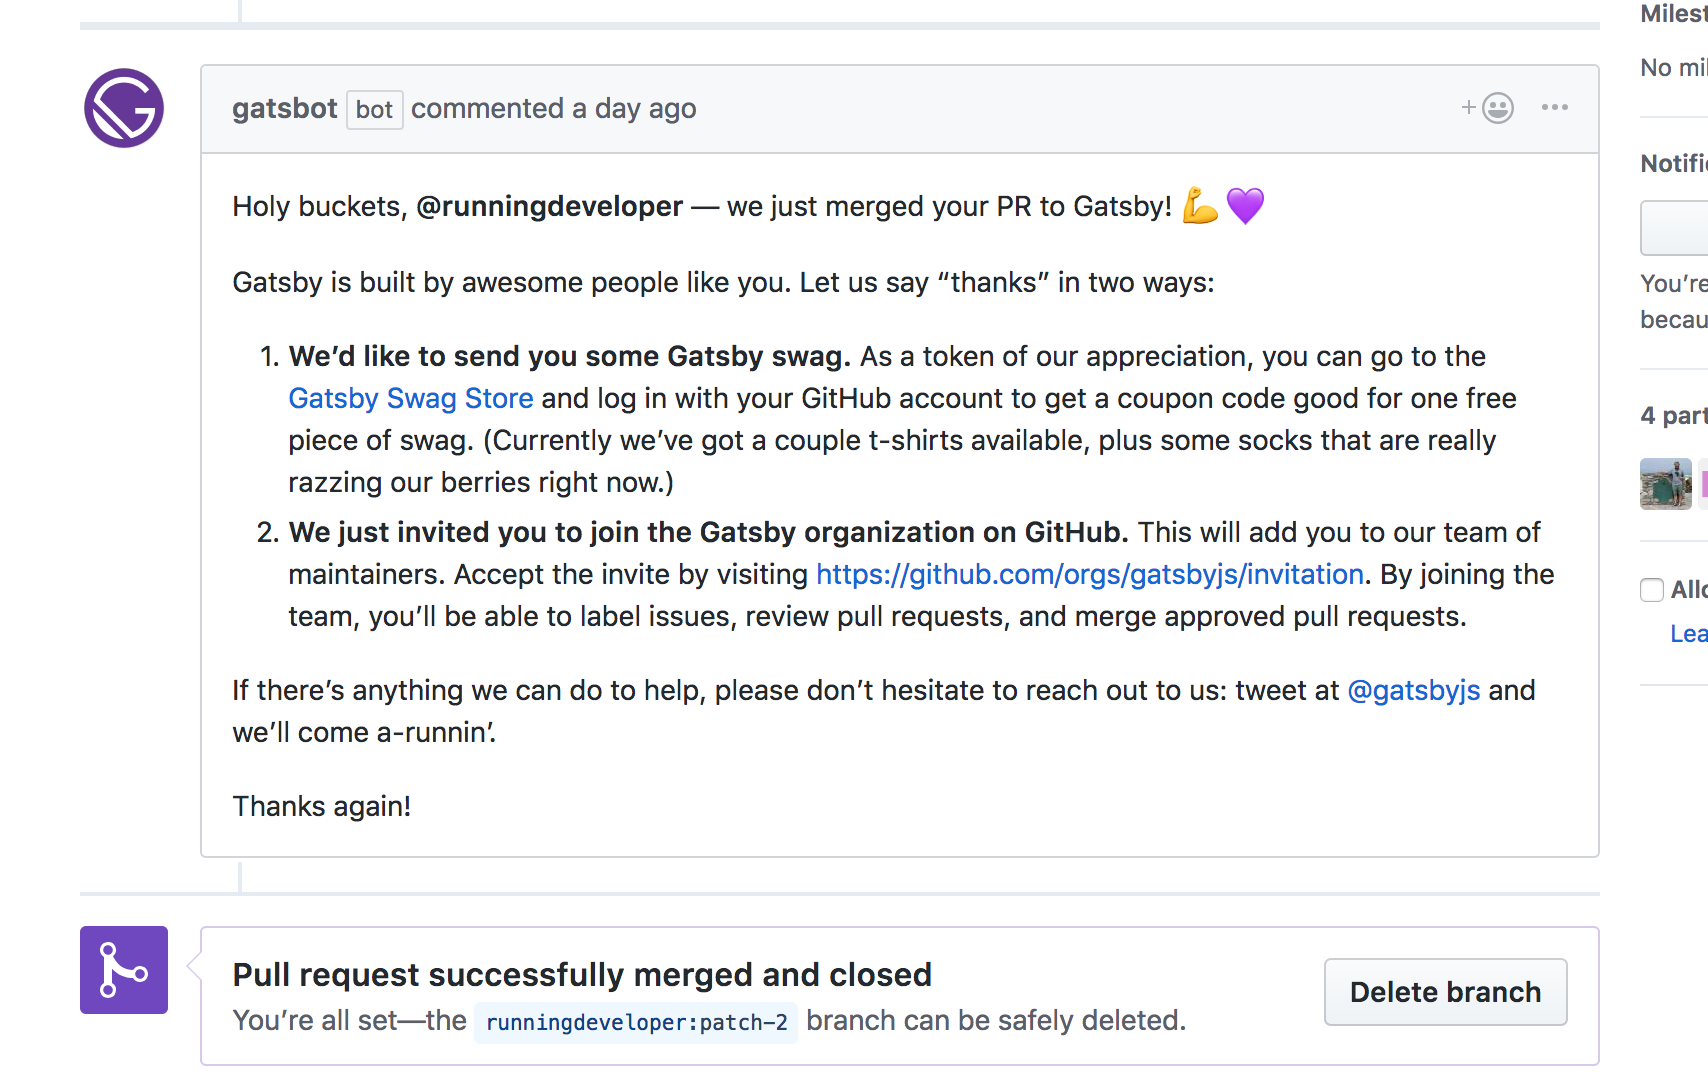 Milest
No mil
gatsbot bot commented a day ago
Notific
Holy buckets, @runningdeveloper — we just merged your PR to Gatsby! 💪💜
Gatsby is built by awesome people like you. Let us say “thanks” in two ways:
You’re
becau
1. We’d like to send you some Gatsby swag. As a token of our appreciation, you can go to the
Gatsby Swag Store and log in with your GitHub account to get a coupon code good for one free
piece of swag. (Currently we’ve got a couple t-shirts available, plus some socks that are really
razzing our berries right now.)
4 part
2. We just invited you to join the Gatsby organization on GitHub. This will add you to our team of
maintainers. Accept the invite by visiting https://github.com/orgs/gatsbyjs/invitation. By joining the
team, you’ll be able to label issues, review pull requests, and merge approved pull requests.
Allo
Lea
If there’s anything we can do to help, please don’t hesitate to reach out to us: tweet at @gatsbyjs and
we’ll come a-runnin’.
Thanks again!
Pull request successfully merged and closed
You’re all set—the runningdeveloper:patch-2 branch can be safely deleted.
Delete branch